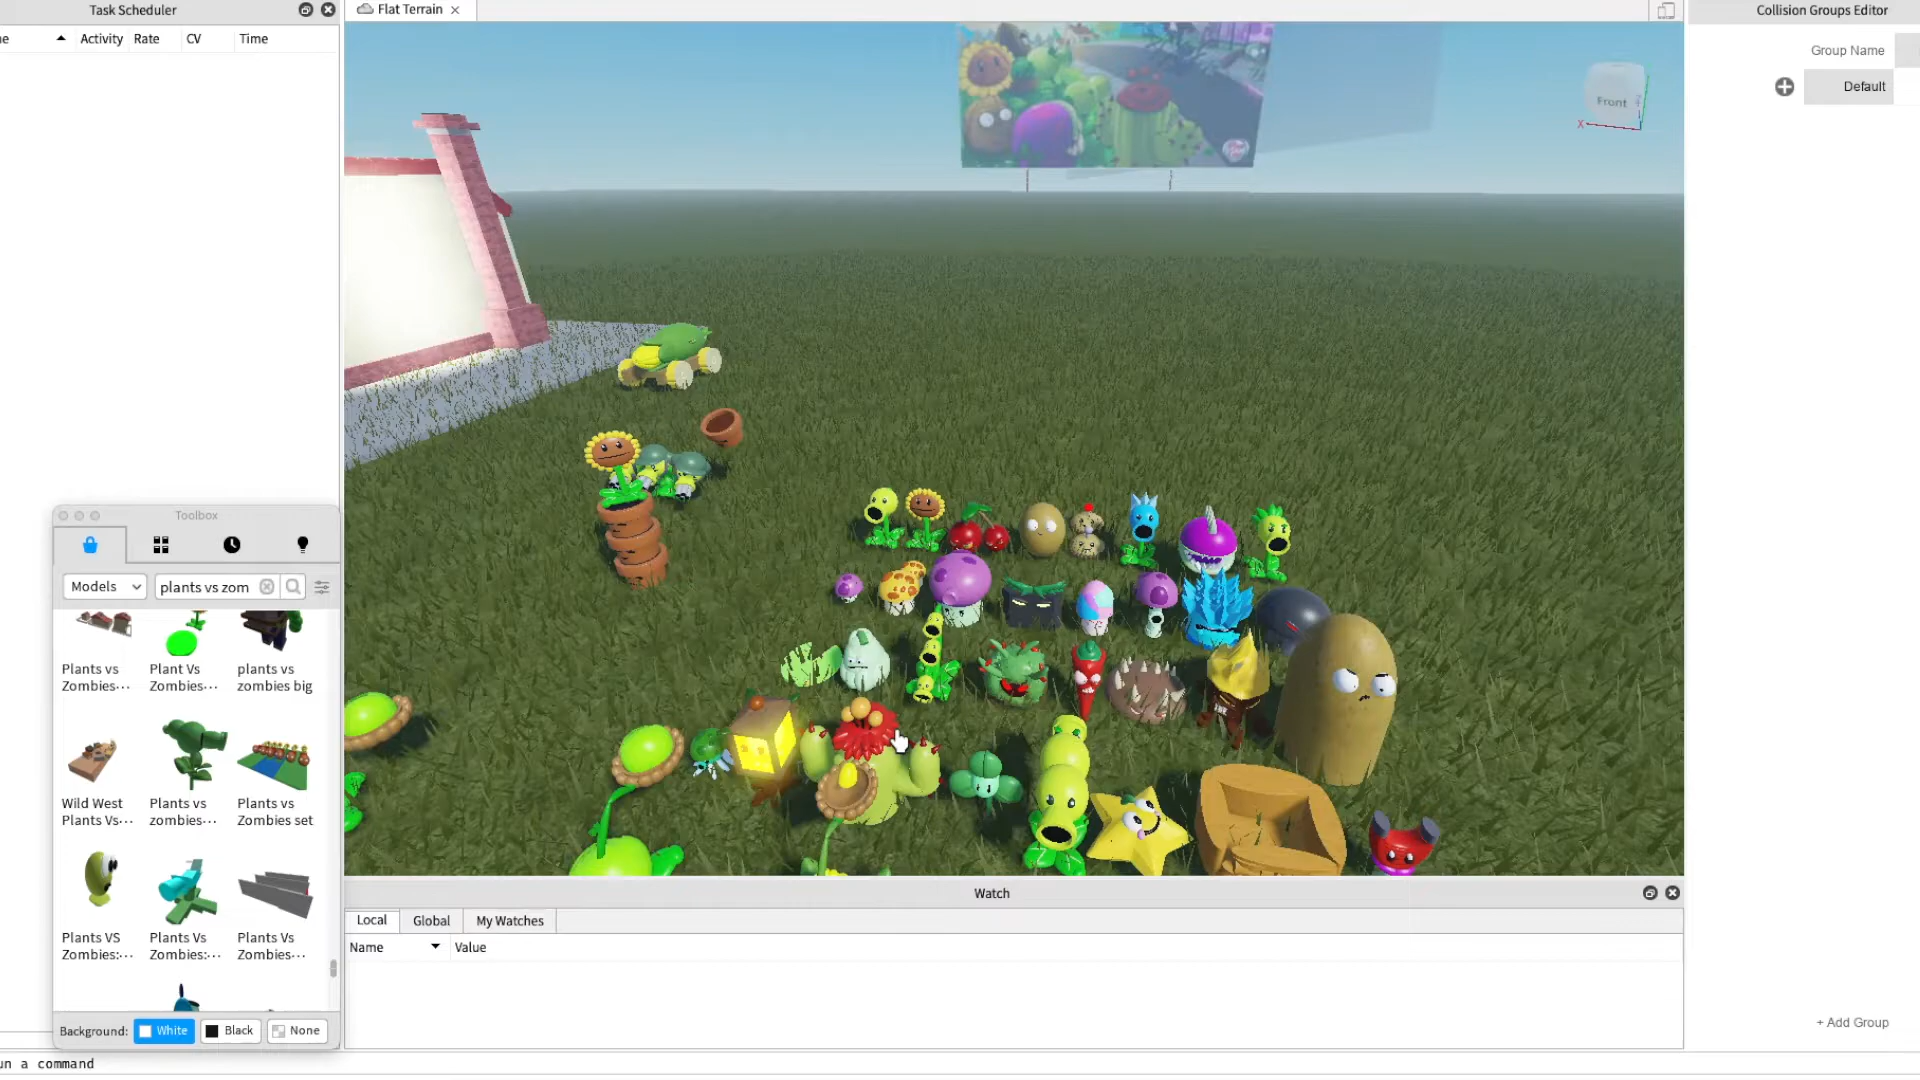 Task Scheduler
Flat Terrain
Collision Groups Editor
Activity Rate CV Time
Group Name
Default
Front
X
Toolbox
Models plants vs zom
Plants vs Zombies···
Plant Vs Zombies···
plants vs zombies big
Wild West Plants Vs···
Plants vs zombies···
Plants vs Zombies set
Plants VS Zombies:···
Plants Vs Zombies:···
Plants Vs Zombies···
Background: White Black None
Watch
Local Global My Watches
Name Value
+ Add Group
un a command